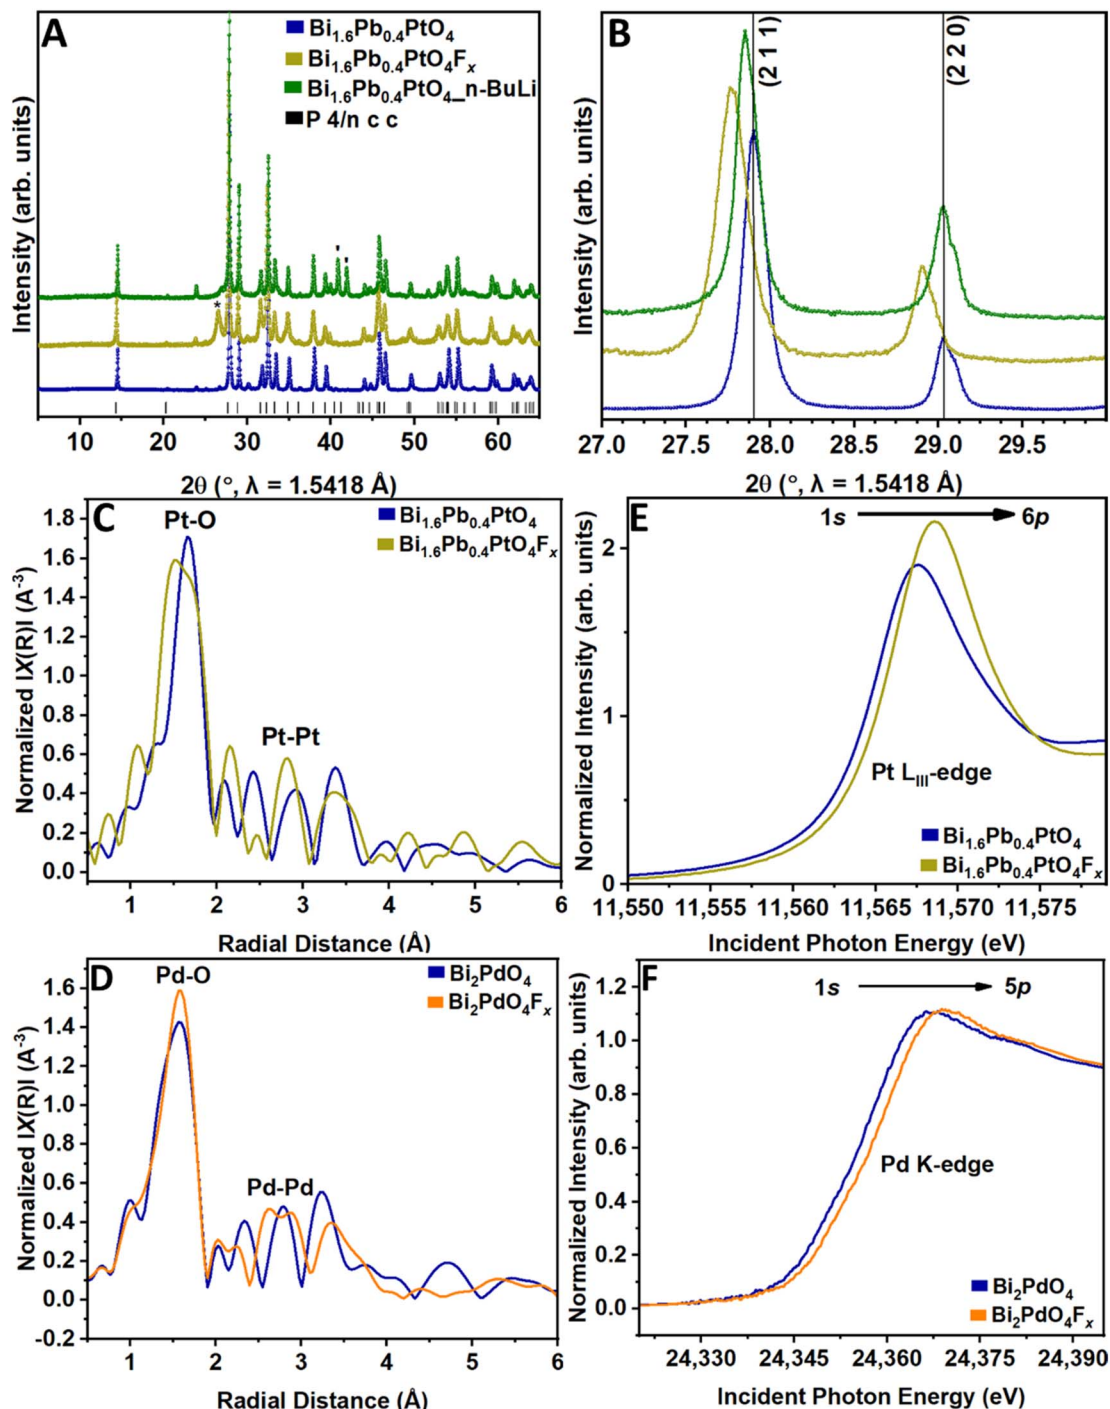 A
Bi1.6Pb0.4PtO4
Bi1.6Pb0.4PtO4Fx
Bi1.6Pb0.4PtO4_n-BuLi
P 4/n c c
Intensity (arb. units)
*
'
'
10 20 30 40 50 60
2θ (°, λ = 1.5418 Å)
B
(2 1 1)
(2 2 0)
Intensity (arb. units)
27.0 27.5 28.0 28.5 29.0 29.5
2θ (°, λ = 1.5418 Å)
C
Pt-O
Bi1.6Pb0.4PtO4
Bi1.6Pb0.4PtO4Fx
Pt-Pt
Normalized IX(R)I (A-3)
1.8
1.6
1.4
1.2
1.0
0.8
0.6
0.4
0.2
0.0
1 2 3 4 5 6
Radial Distance (Å)
E
1s 6p
Pt LIII-edge
Bi1.6Pb0.4PtO4
Bi1.6Pb0.4PtO4Fx
Normalized Intensity (arb. units)
2
1
0
11,550 11,555 11,560 11,565 11,570 11,575
Incident Photon Energy (eV)
D
Pd-O
Bi2PdO4
Bi2PdO4Fx
Pd-Pd
Normalized IX(R)I (A-3)
1.6
1.4
1.2
1.0
0.8
0.6
0.4
0.2
0.0
-0.2
1 2 3 4 5 6
Radial Distance (Å)
F
1s 5p
Pd K-edge
Bi2PdO4
Bi2PdO4Fx
Normalized Intensity (arb. units)
1.2
1.0
0.8
0.6
0.4
0.2
0.0
24,330 24,345 24,360 24,375 24,390
Incident Photon Energy (eV)